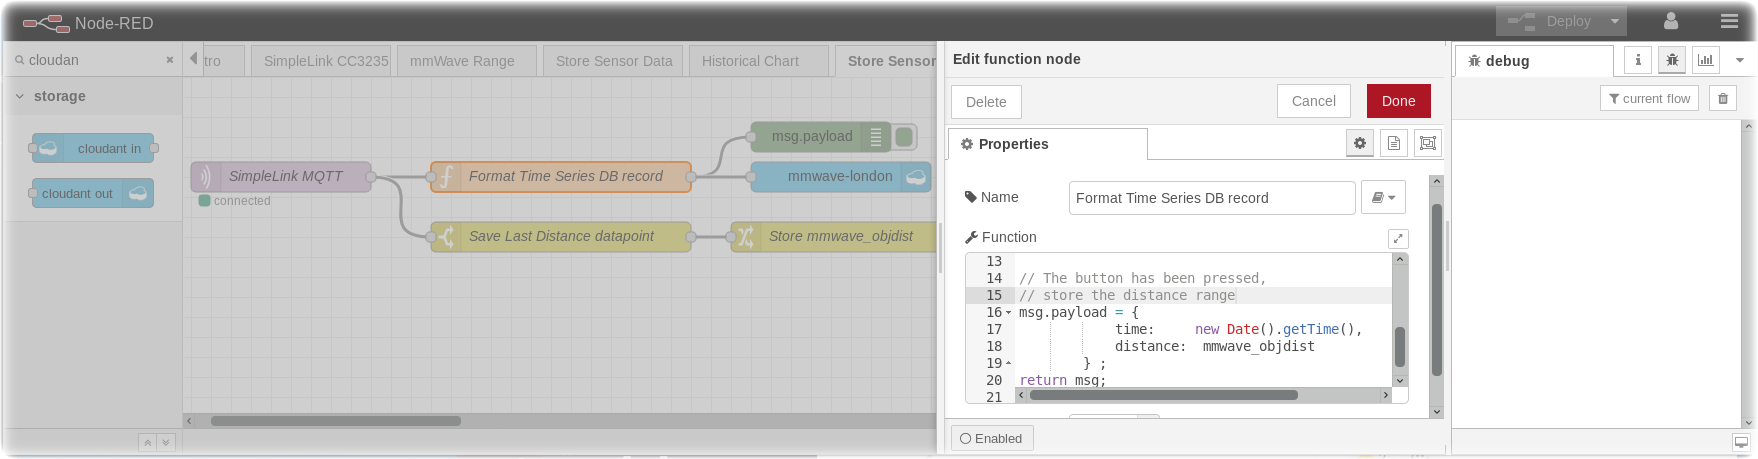 Node-RED
Deploy
cloudan
tro
SimpleLink CC3235
mmWave Range
Store Sensor Data
Historical Chart
Store Sensor
storage
cloudant in
cloudant out
SimpleLink MQTT
connected
Format Time Series DB record
msg.payload
mmwave-london
Save Last Distance datapoint
Store mmwave_objdist
Edit function node
Delete
Cancel
Done
Properties
Name
Format Time Series DB record
Function
13
14 // The button has been pressed,
15 // store the distance range
16 msg.payload = {
17 time: new Date().getTime(),
18 distance: mmwave_objdist
19 } ;
20 return msg;
21
Enabled
debug
i
current flow